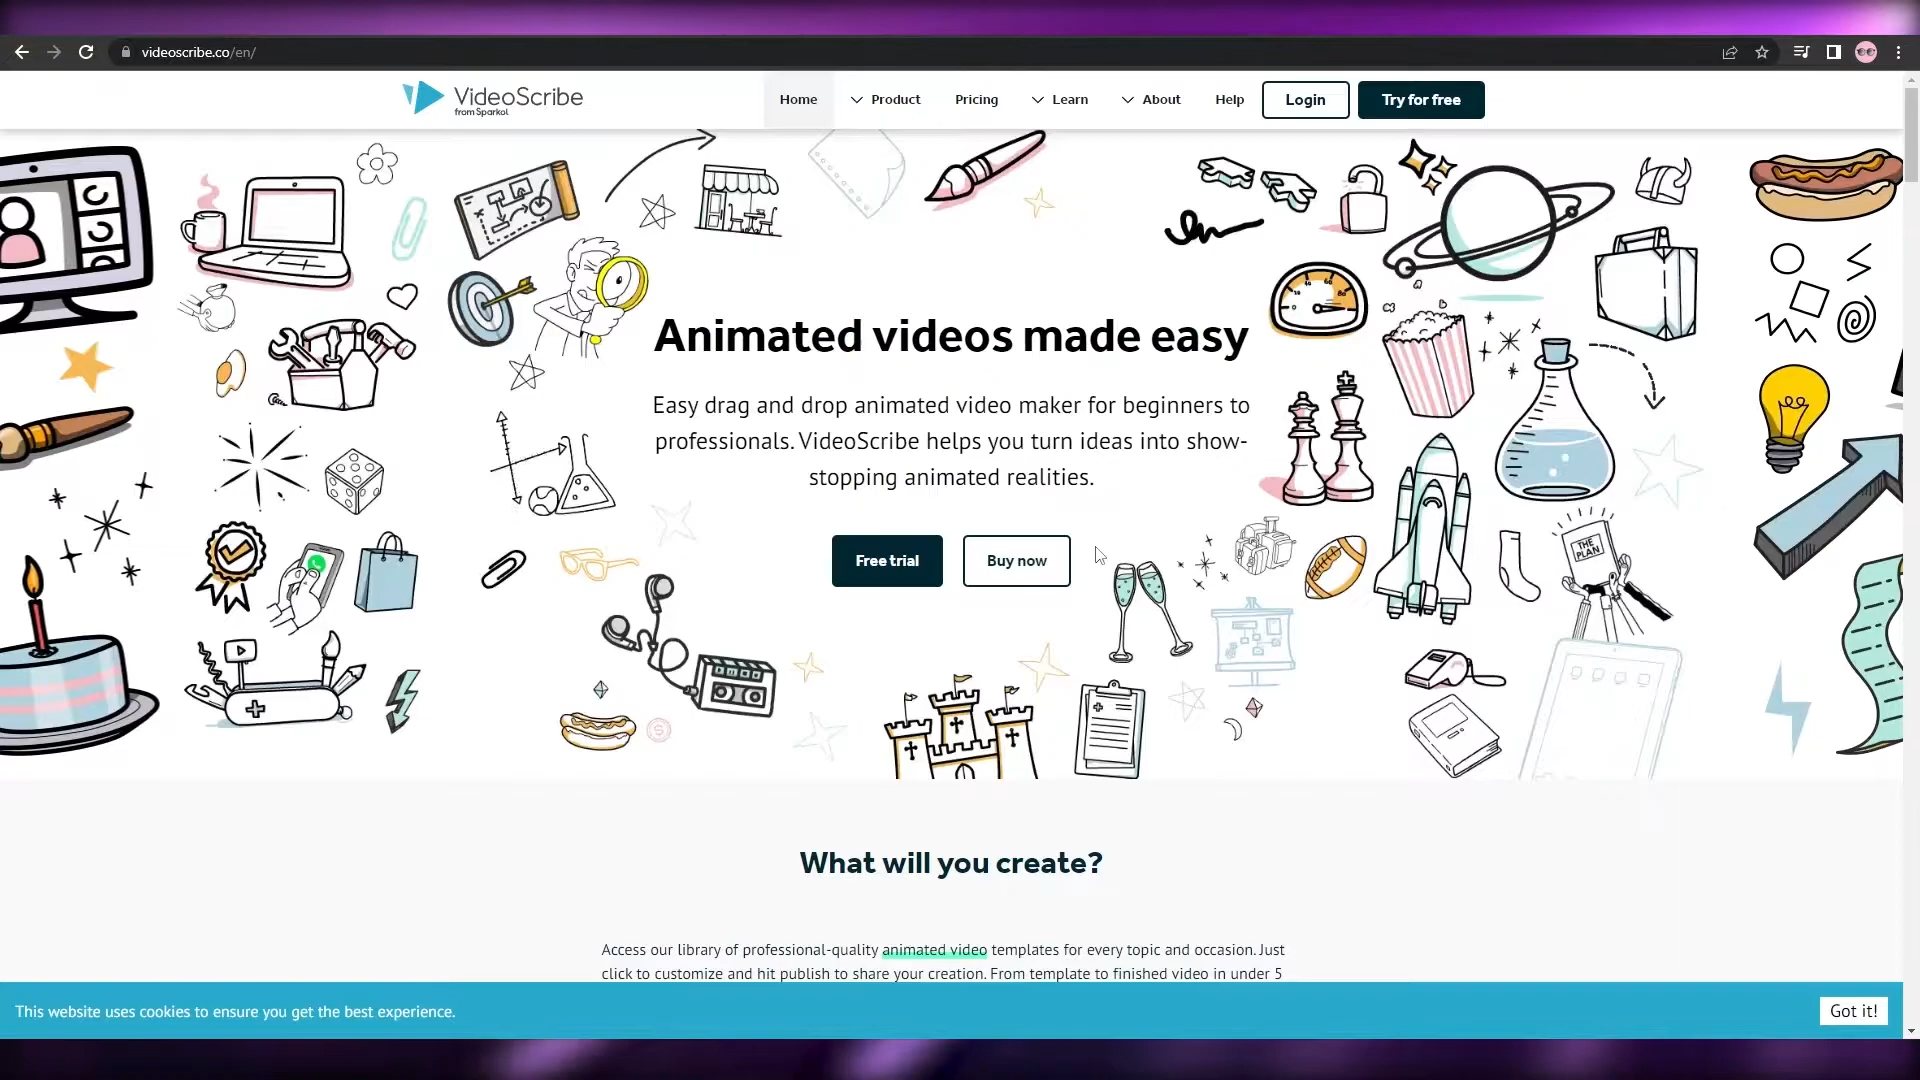 videoscribe.co/en/
VideoScribe
from Sparkol
Home
Product
Pricing
Learn
About
Help
Login
Try for free
Animated videos made easy
Easy drag and drop animated video maker for beginners to
professionals. VideoScribe helps you turn ideas into show-
stopping animated realities.
Free trial
Buy now
THE
PLAN
What will you create?
Access our library of professional-quality animated video templates for every topic and occasion. Just
click to customize and hit publish to share your creation. From template to finished video in under 5
This website uses cookies to ensure you get the best experience.
Got it!